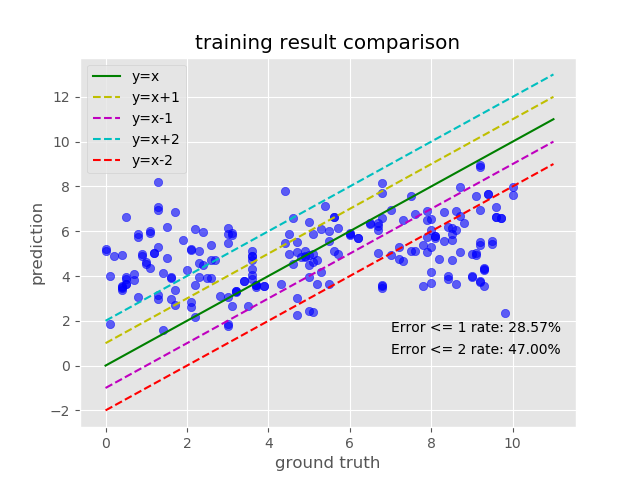 training result comparison
y=x
y=x+1
y=x-1
y=x+2
y=x-2
12
10
8
6
4
2
0
−2
prediction
Error <= 1 rate: 28.57%
Error <= 2 rate: 47.00%
0 2 4 6 8 10
ground truth